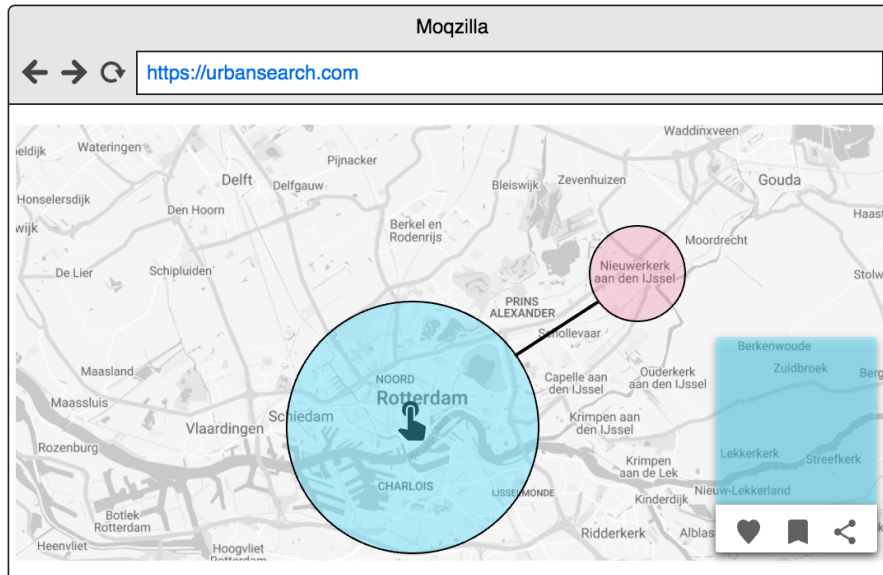 Moqzilla
https://urbansearch.com
Waddinxveen
eldijk
Wateringen
Pijnacker
Delft
Delfgauw
Bleiswijk
Zevenhuizen
Gouda
Honselersdijk
Den Hoorn
wijk
Berkel en
Rodenrijs
Haast
Moordrecht
De Lier
Schipluiden
Nieuwerkerk
aan den IJssel
Stolw
PRINS
ALEXANDER
Schollevaar
Berkenwoude
Maasland
NOORD
Rotterdam
Capelle aan
den IJssel
Ouderkerk
aan den IJssel
Zuidbroek
Berg
Maassluis
Schiedam
Vlaardingen
Krimpen aan
den IJssel
Rozenburg
Krimpen
aan de Lek
Lekkerkerk
Streefkerk
CHARLOIS
IJSSELMONDE
Kinderdijk
Nieuw-Lekkerland
Botlek
Rotterdam
Ridderkerk
Alblas
Heenvliet
Hoogvliet
Rotterdam